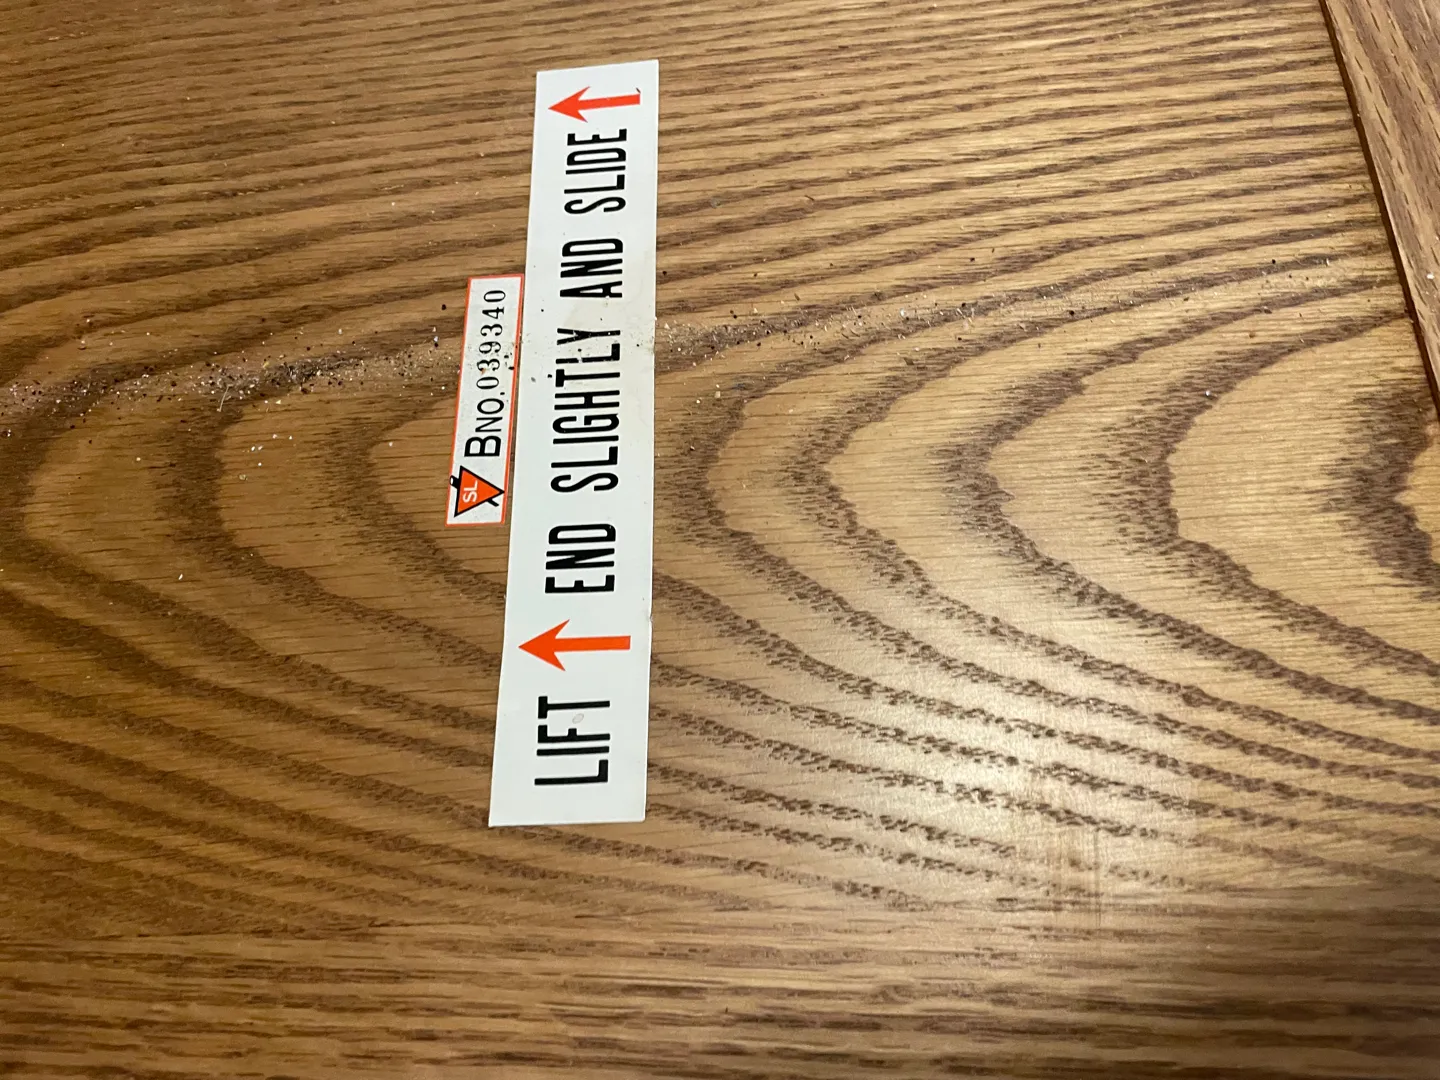 SL BNO.039340
LIFT ↑ END SLIGHTLY AND SLIDE ↑